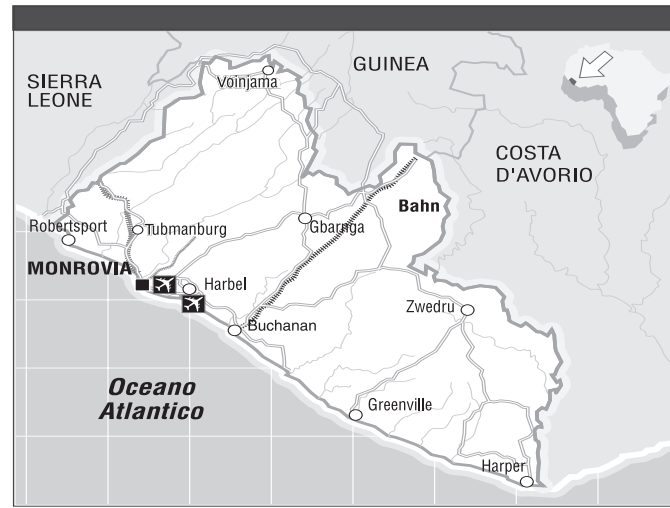 SIERRA
LEONE
GUINEA
Voinjama
COSTA
D'AVORIO
Bahn
Robertsport
Tubmanburg
Gbarnga
MONROVIA
Harbel
Zwedru
Buchanan
Oceano
Atlantico
Greenville
Harper